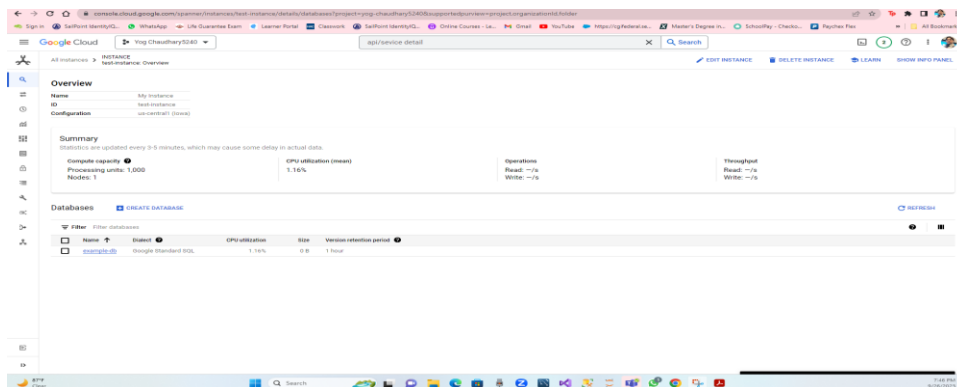 console.cloud.google.com/spanner/instances/test-instance/details/databases?project=yog-chaudhary5240&supportedpurview=project,organizationId,folder
Sign in SailPoint IdentityIQ... WhatsApp Life Guarantee Exam Learner Portal Classwork SailPoint IdentityIQ... Online Courses - Le... Gmail YouTube https://cgifederal.se... Master's Degree in... SchoolPay - Checko... Paychex Flex » All Bookmark
Google Cloud Yog Chaudhary5240 api/sevice detail Search 2
All instances > INSTANCE
test-instance: Overview
EDIT INSTANCE DELETE INSTANCE LEARN SHOW INFO PANEL
Overview
Name My Instance
ID test-instance
Configuration us-central1 (Iowa)
Summary
Statistics are updated every 3-5 minutes, which may cause some delay in actual data.
Compute capacity CPU utilization (mean) Operations Throughput
Processing units: 1,000 1.16% Read: —/s Read: —/s
Nodes: 1 Write: —/s Write: —/s
Databases CREATE DATABASE REFRESH
Filter Filter databases
Name Dialect CPU utilization Size Version retention period
example-db Google Standard SQL 1.16% 0 B 1 hour
87°F
Clear
Search
7:46 PM